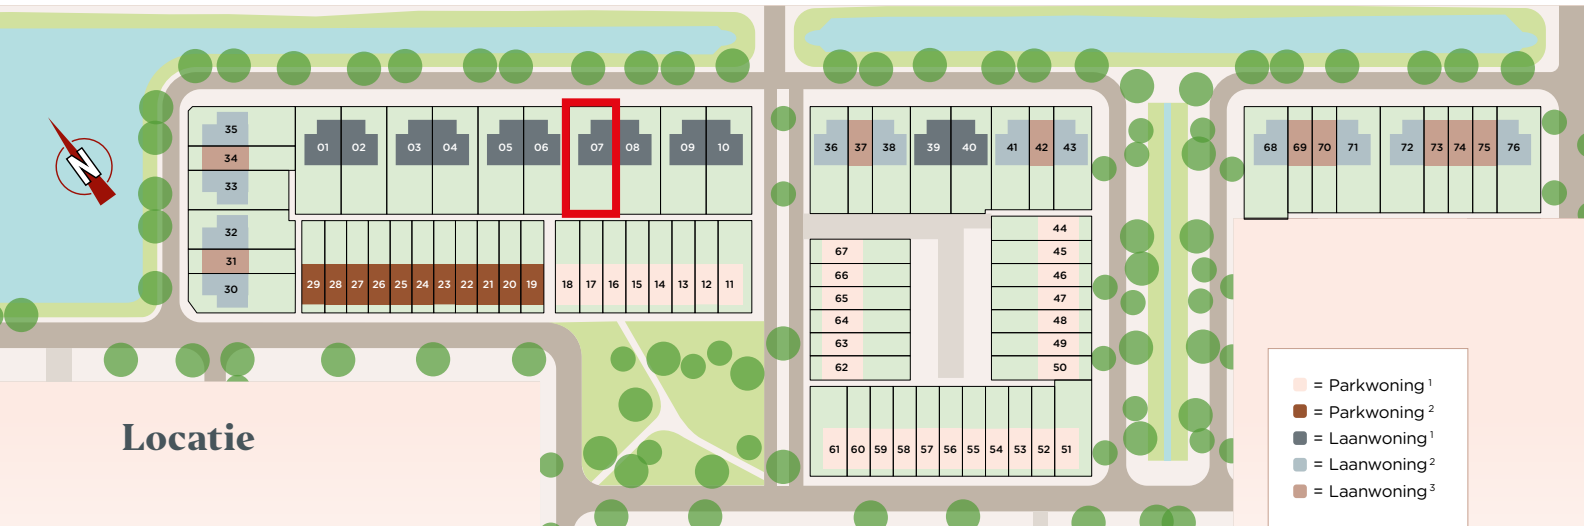 35
34
33
32
31
30
01 02 03 04 05 06 07 08 09 10
29 28 27 26 25 24 23 22 21 20 19
18 17 16 15 14 13 12 11
36 37 38 39 40 41 42 43
44
45
46
47
48
49
50
67
66
65
64
63
62
61 60 59 58 57 56 55 54 53 52 51
68 69 70 71 72 73 74 75 76
N
Locatie
= Parkwoning ¹
= Parkwoning ²
= Laanwoning ¹
= Laanwoning ²
= Laanwoning ³